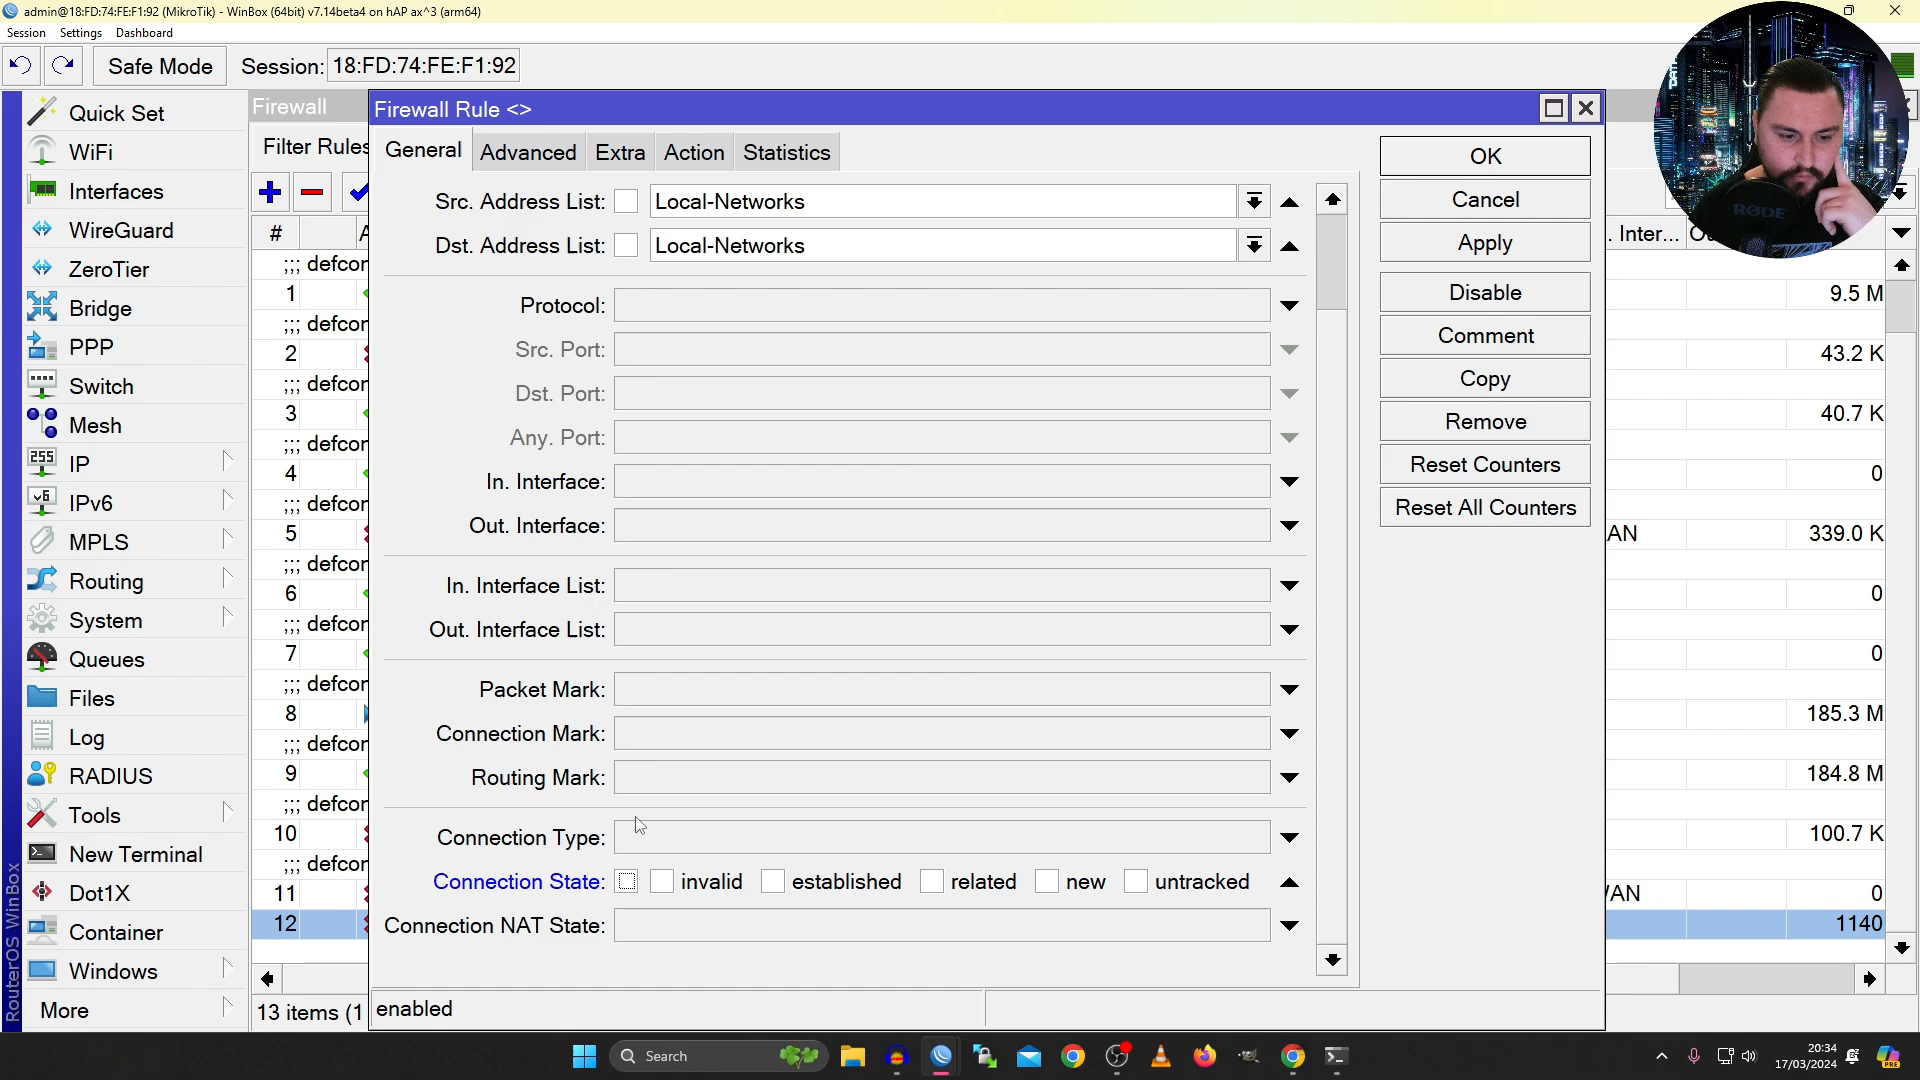 admin@18:FD:74:FE:F1:92 (MikroTik) - WinBox (64bit) v7.14beta4 on hAP ax^3 (arm64)
Session Settings Dashboard
Safe Mode Session: 18:FD:74:FE:F1:92
Quick Set
WiFi
Interfaces
WireGuard
ZeroTier
Bridge
PPP
Switch
Mesh
IP
IPv6
MPLS
Routing
System
Queues
Files
Log
RADIUS
Tools
New Terminal
Dot1X
Container
Windows
More
RouterOS WinBox
Firewall
Filter Rules
#
;;; defcon
1 9.5 M
;;; defcon
2 43.2 K
;;; defcon
3 40.7 K
;;; defcon
4 0
;;; defcon
5 AN 339.0 K
;;; defcon
6 0
;;; defcon
7 0
;;; defcon
8 185.3 M
;;; defcon
9 184.8 M
;;; defcon
10 100.7 K
;;; defcon
11 /AN 0
12 1140
13 items (1
. Inter...
Firewall Rule <>
General Advanced Extra Action Statistics
Src. Address List: Local-Networks
Dst. Address List: Local-Networks
Protocol:
Src. Port:
Dst. Port:
Any. Port:
In. Interface:
Out. Interface:
In. Interface List:
Out. Interface List:
Packet Mark:
Connection Mark:
Routing Mark:
Connection Type:
Connection State: invalid established related new untracked
Connection NAT State:
enabled
OK
Cancel
Apply
Disable
Comment
Copy
Remove
Reset Counters
Reset All Counters
RØDE
Search
20:34
17/03/2024